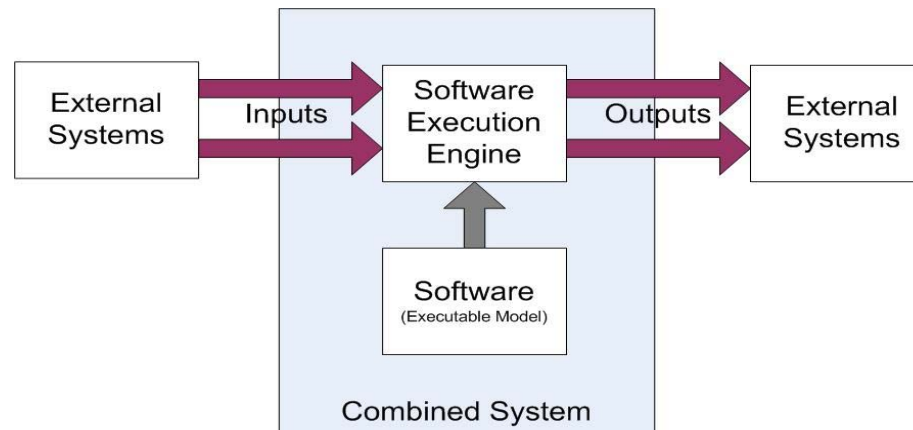 External
Systems
Inputs
Software
Execution
Engine
Outputs
External
Systems
Software
(Executable Model)
Combined System